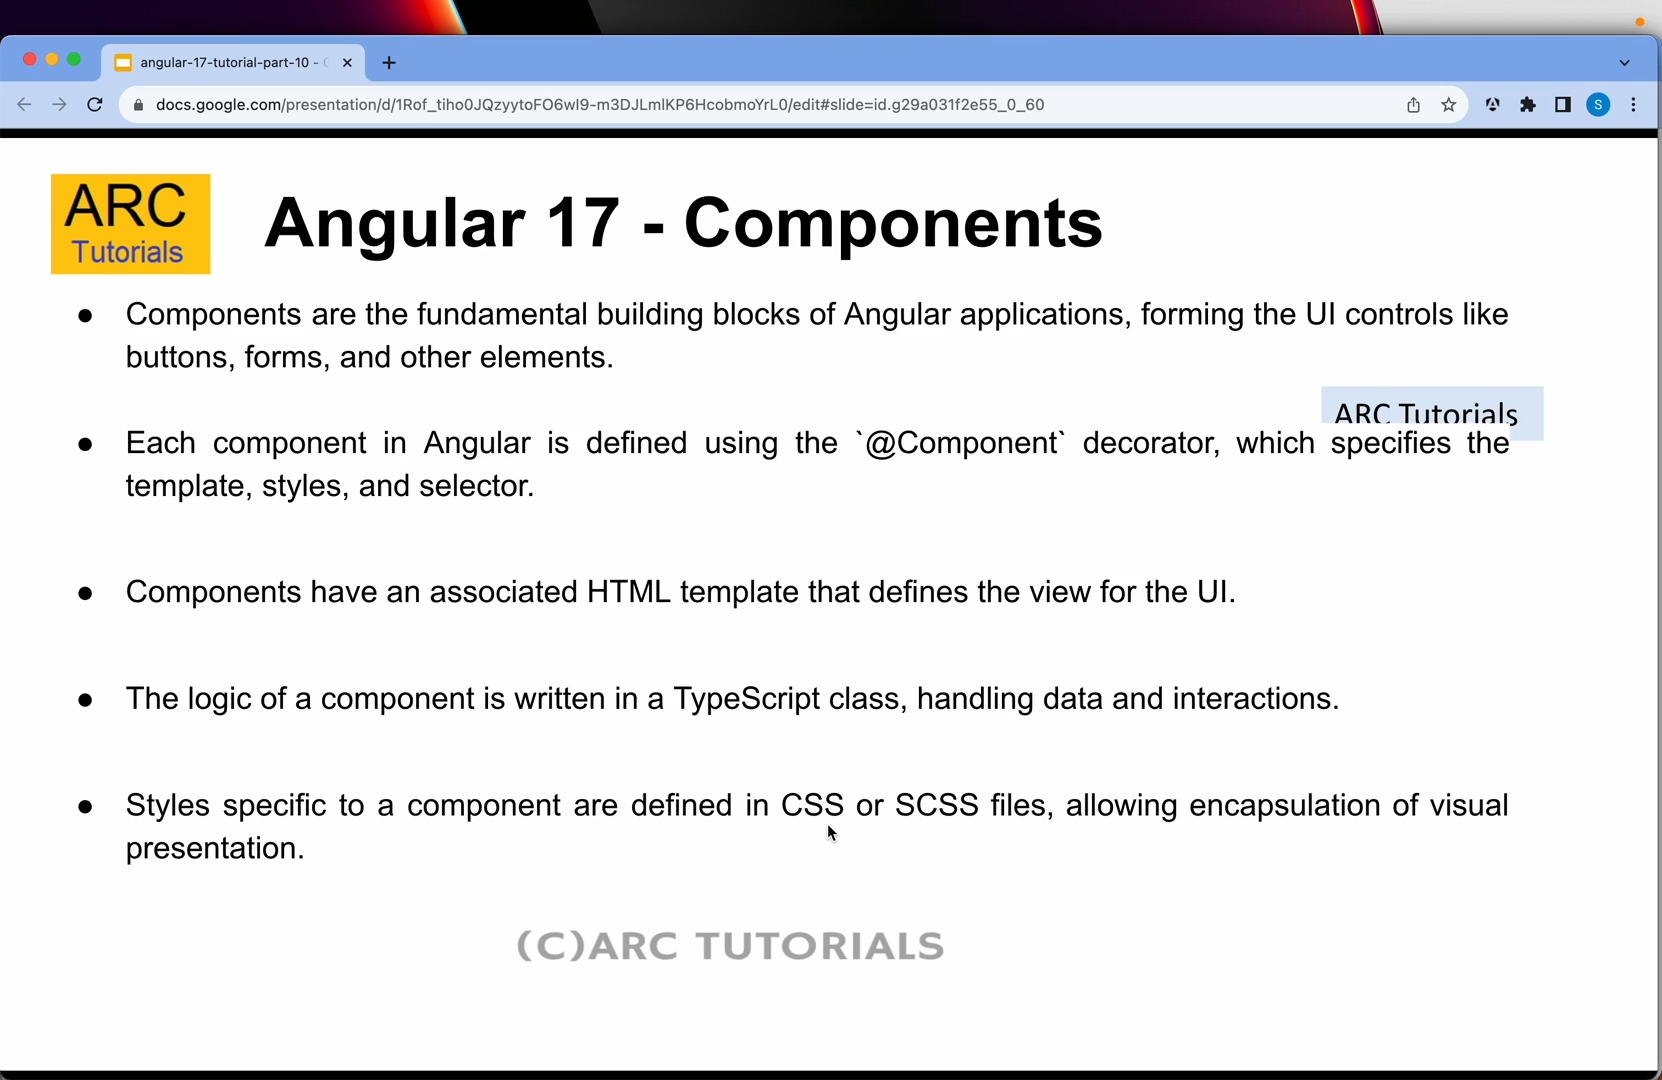 angular-17-tutorial-part-10 -
docs.google.com/presentation/d/1Rof_tiho0JQzyytoFO6wI9-m3DJLmlKP6HcobmoYrL0/edit#slide=id.g29a031f2e55_0_60
S
ARC
Tutorials
Angular 17 - Components
● Components are the fundamental building blocks of Angular applications, forming the UI controls like
buttons, forms, and other elements.
ARC Tutorials
● Each component in Angular is defined using the `@Component` decorator, which specifies the
template, styles, and selector.
● Components have an associated HTML template that defines the view for the UI.
● The logic of a component is written in a TypeScript class, handling data and interactions.
● Styles specific to a component are defined in CSS or SCSS files, allowing encapsulation of visual
presentation.
(C)ARC TUTORIALS